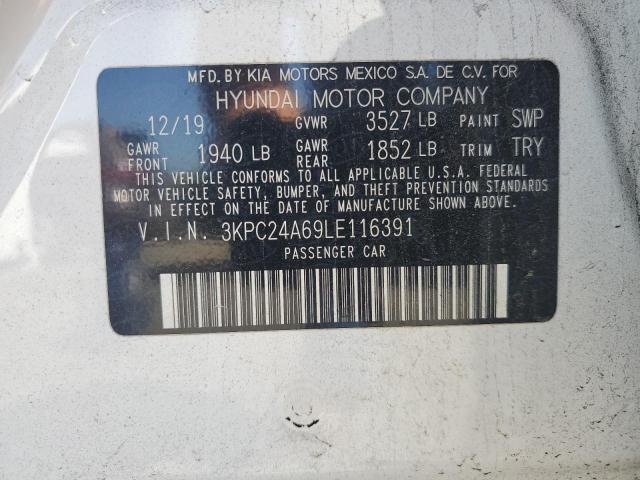 MFD. BY KIA MOTORS MEXICO S.A. DE C.V. FOR
HYUNDAI MOTOR COMPANY
12/19 GVWR 3527 LB PAINT SWP
GAWR FRONT 1940 LB GAWR REAR 1852 LB TRIM TRY
THIS VEHICLE CONFORMS TO ALL APPLICABLE U.S.A. FEDERAL
MOTOR VEHICLE SAFETY, BUMPER, AND THEFT PREVENTION STANDARDS
IN EFFECT ON THE DATE OF MANUFACTURE SHOWN ABOVE.
V.I.N. 3KPC24A69LE116391
PASSENGER CAR